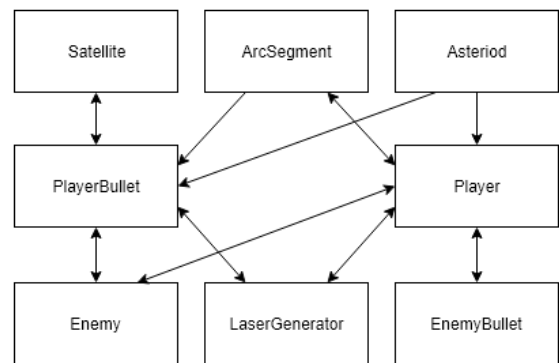 Satellite
ArcSegment
Asteriod
PlayerBullet
Player
Enemy
LaserGenerator
EnemyBullet